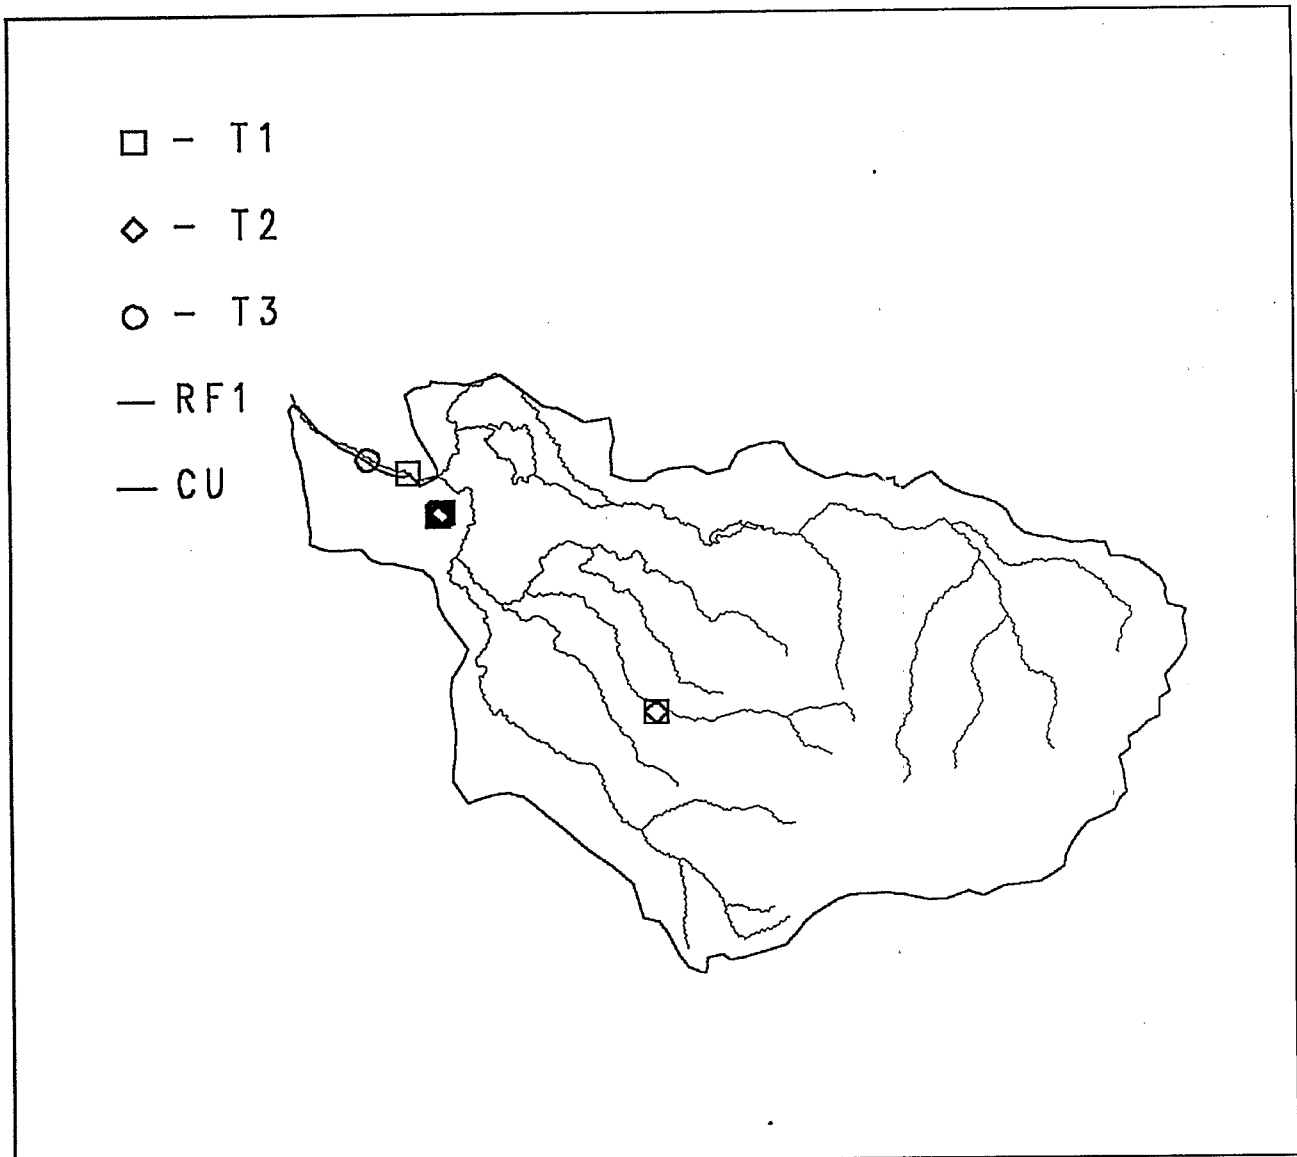 – T1
– T2
– T3
— RF1
— CU